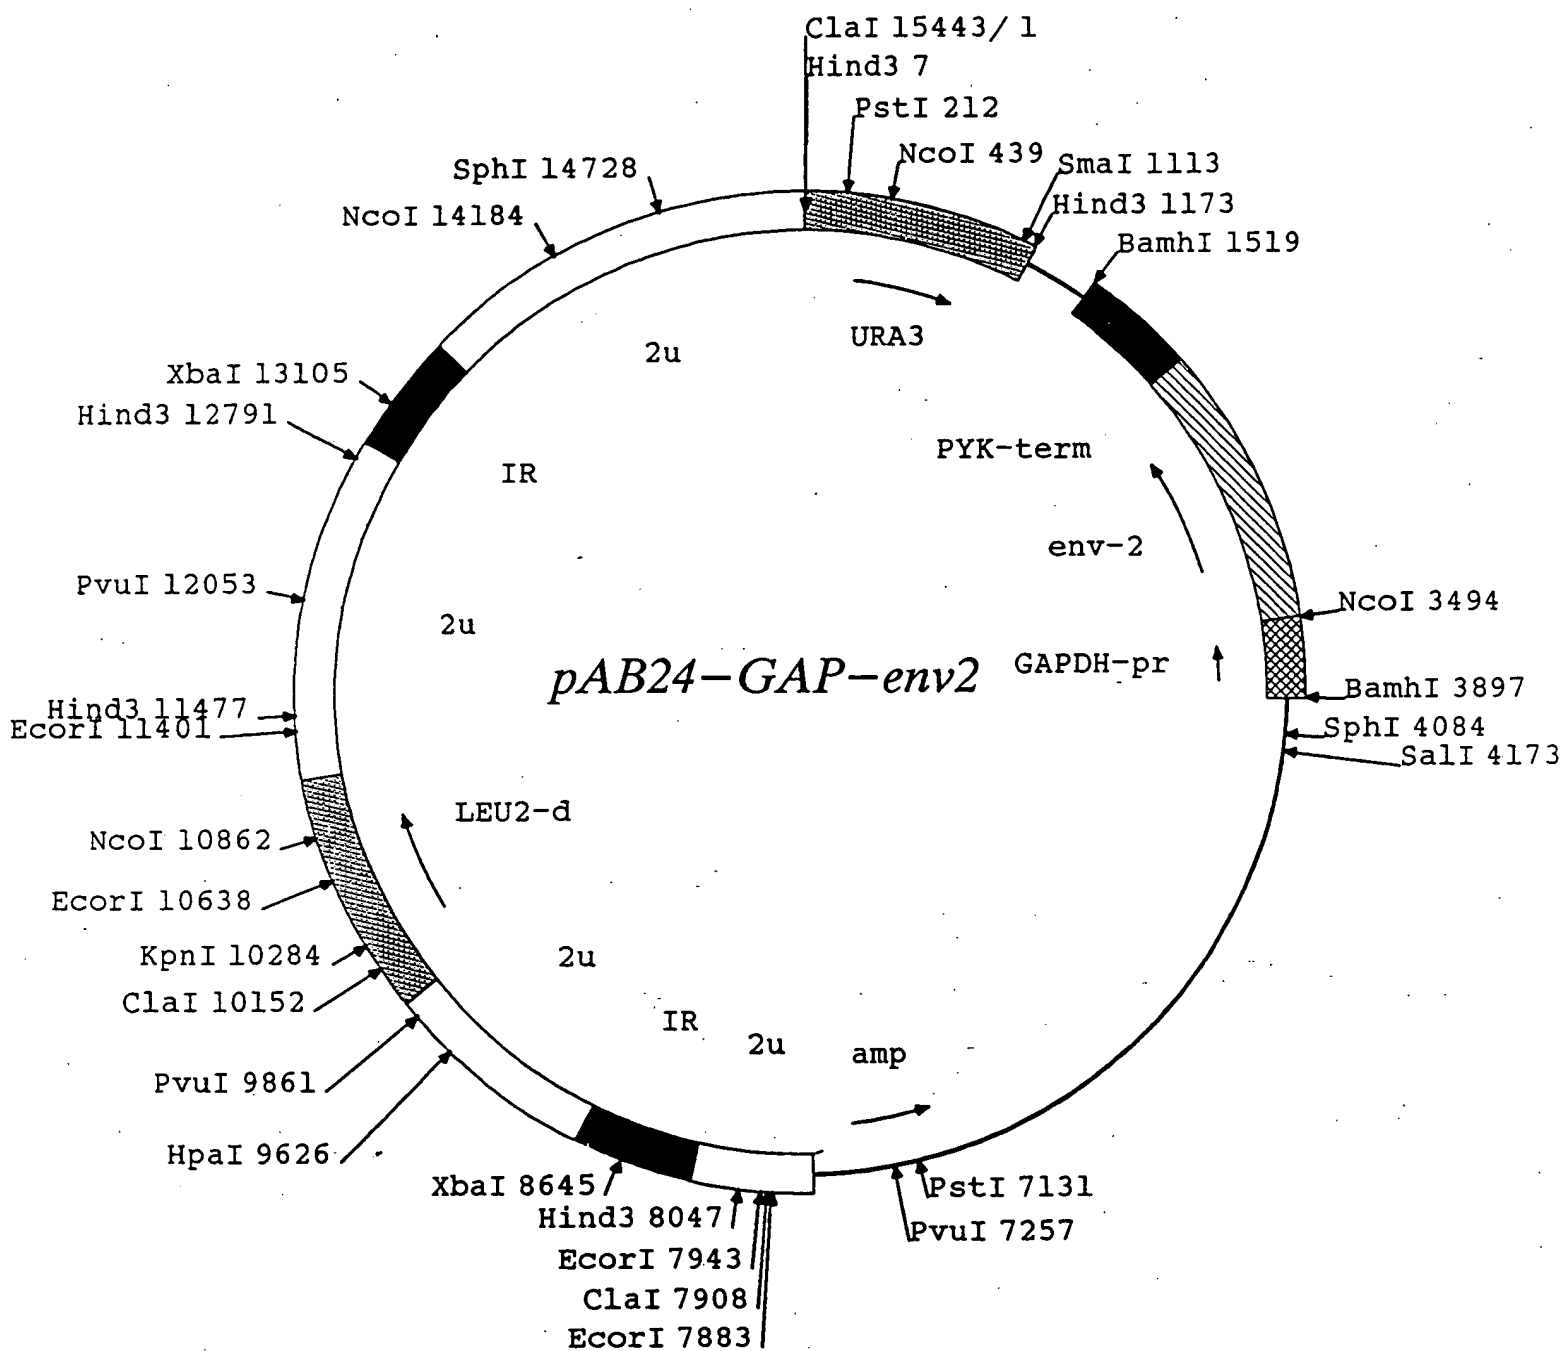 ClaI 15443/1
Hind3 7
PstI 212
NcoI 439
SmaI 1113
SphI 14728
Hind3 1173
NcoI 14184
BamhI 1519
URA3
2u
XbaI 13105
Hind3 12791
PYK-term
IR
env-2
PvuI 12053
NcoI 3494
2u
pAB24-GAP-env2
GAPDH-pr
BamhI 3897
Hind3 11477
SphI 4084
EcorI 11401
SalI 4173
LEU2-d
NcoI 10862
EcorI 10638
KpnI 10284
2u
ClaI 10152
IR
2u
amp
PvuI 9861
HpaI 9626
XbaI 8645
PstI 7131
Hind3 8047
PvuI 7257
EcorI 7943
ClaI 7908
EcorI 7883